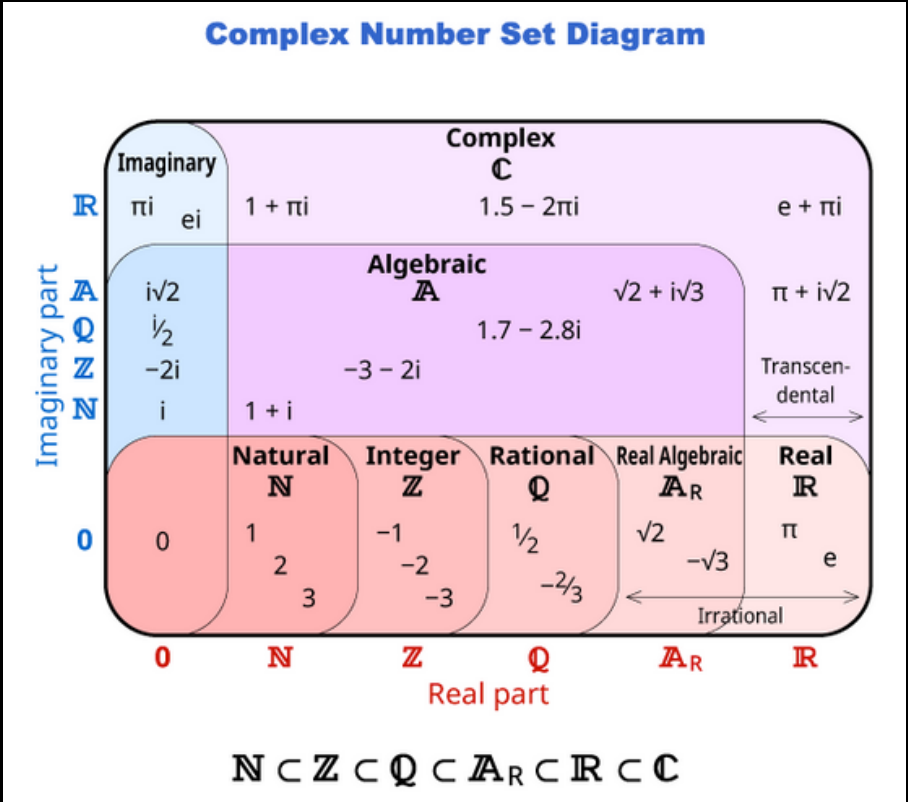 Complex Number Set Diagram
Complex
ℂ
Imaginary
ℝ πi ei 1 + πi 1.5 − 2πi e + πi
Algebraic
𝔸 i√2 𝔸 √2 + i√3 π + i√2
ℚ i/2 1.7 − 2.8i
ℤ −2i −3 − 2i Transcen-
dental
ℕ i 1 + i
Imaginary part
Natural Integer Rational Real Algebraic Real
ℕ ℤ ℚ 𝔸R ℝ
0 0 1 −1 ½ √2 π
2 −2 −√3 e
3 −3 −⅔
Irrational
0 ℕ ℤ ℚ 𝔸R ℝ
Real part
ℕ ⊂ ℤ ⊂ ℚ ⊂ 𝔸R ⊂ ℝ ⊂ ℂ